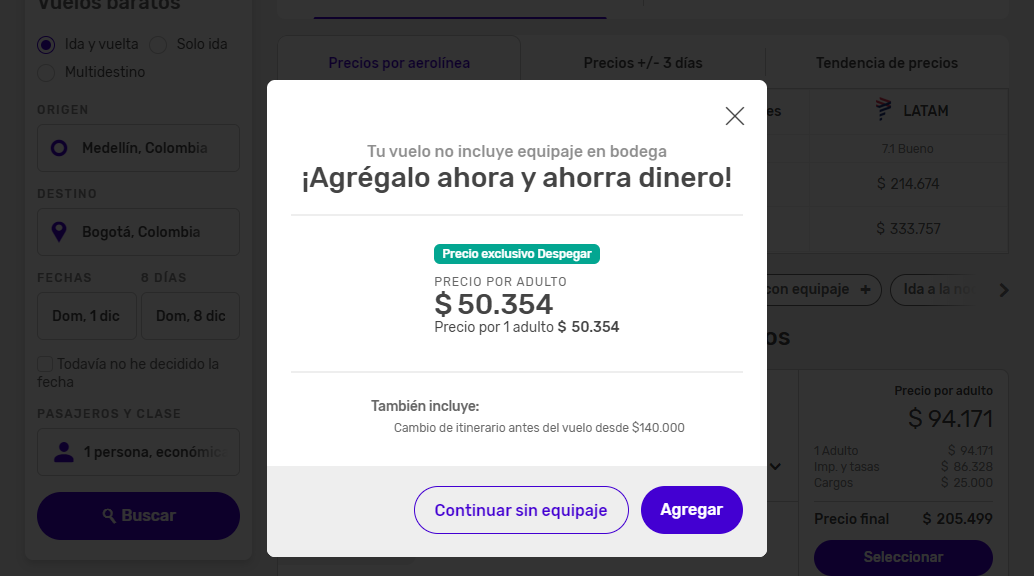 Vuelos baratos
Ida y vuelta
Solo ida
Multidestino
ORIGEN
Medellín, Colombia
DESTINO
Bogotá, Colombia
FECHAS
8 DÍAS
Dom, 1 dic
Dom, 8 dic
Todavía no he decidido la
fecha
PASAJEROS Y CLASE
1 persona, económica
Buscar
Precios por aerolínea
Precios +/- 3 días
Tendencia de precios
LATAM
7.1 Bueno
$ 214.674
$ 333.757
Tu vuelo no incluye equipaje en bodega
¡Agrégalo ahora y ahorra dinero!
Precio exclusivo Despegar
PRECIO POR ADULTO
$ 50.354
Precio por 1 adulto $ 50.354
También incluye:
Cambio de itinerario antes del vuelo desde $140.000
Continuar sin equipaje
Agregar
con equipaje +
Ida a la
Precio por adulto
$ 94.171
1 Adulto $ 94.171
Imp. y tasas $ 86.328
Cargos $ 25.000
Precio final $ 205.499
Seleccionar